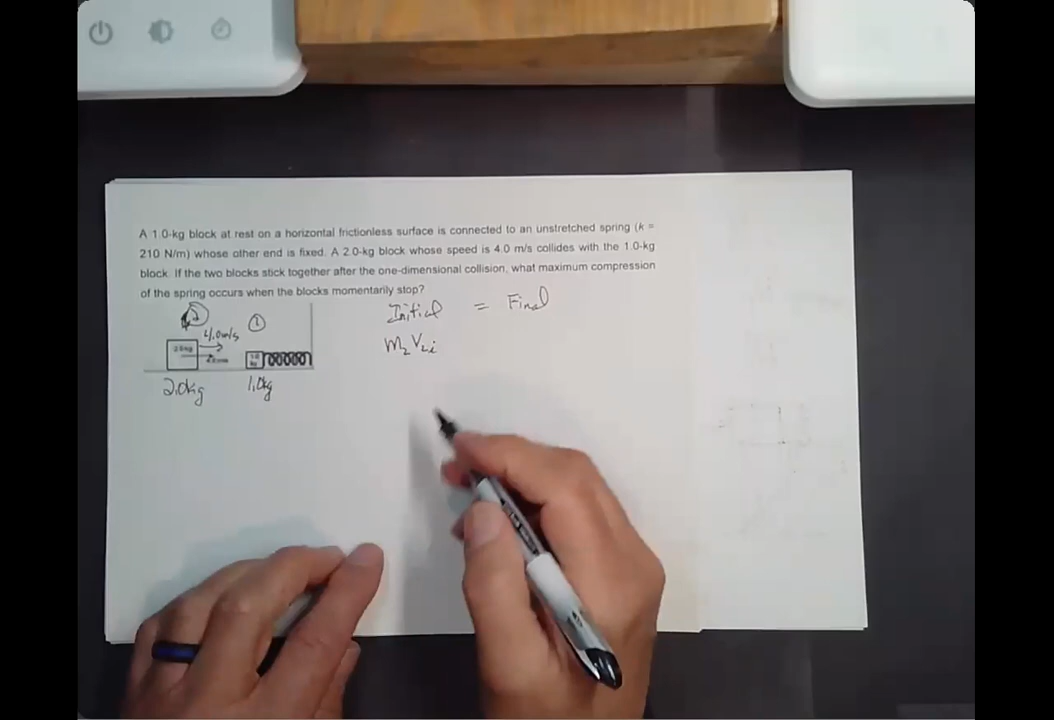 A 1.0-kg block at rest on a horizontal frictionless surface is connected to an unstretched spring (k =
210 N/m) whose other end is fixed. A 2.0-kg block whose speed is 4.0 m/s collides with the 1.0-kg
block. If the two blocks stick together after the one-dimensional collision, what maximum compression
of the spring occurs when the blocks momentarily stop?
Initial = Final
2 1
4.0m/s
m₂V₂ᵢ
2.0kg
2.0kg 1.0kg